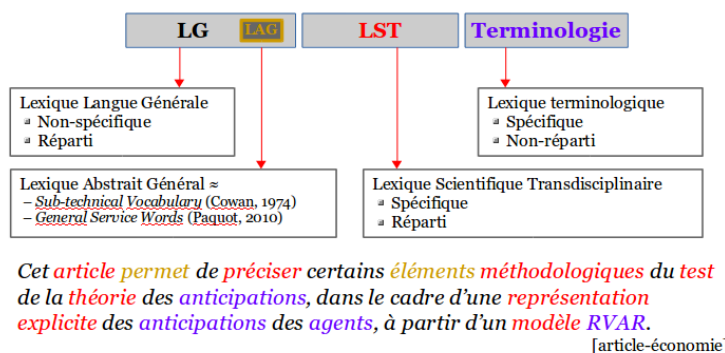 LG LAG LST Terminologie
Lexique Langue Générale
Non-spécifique
Réparti
Lexique terminologique
Spécifique
Non-réparti
Lexique Abstrait Général ≈
– Sub-technical Vocabulary (Cowan, 1974)
– General Service Words (Paquot, 2010)
Lexique Scientifique Transdisciplinaire
Spécifique
Réparti
Cet article permet de préciser certains éléments méthodologiques du test
de la théorie des anticipations, dans le cadre d'une représentation
explicite des anticipations des agents, à partir d'un modèle RVAR.
[article-économie]